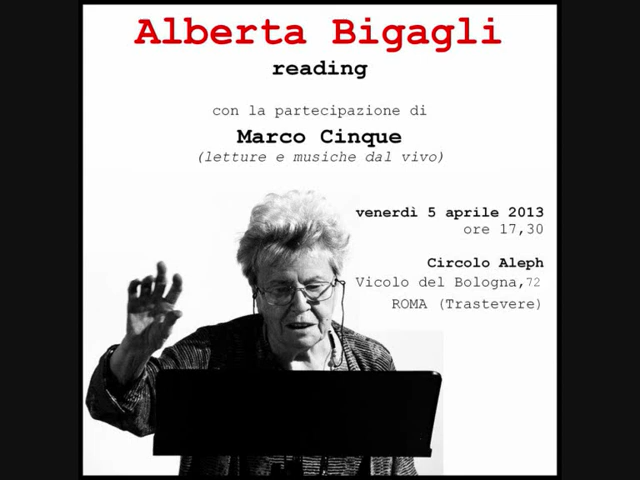 Alberta Bigagli
reading
con la partecipazione di
Marco Cinque
(letture e musiche dal vivo)
venerdì 5 aprile 2013
ore 17,30
Circolo Aleph
Vicolo del Bologna,72
ROMA (Trastevere)